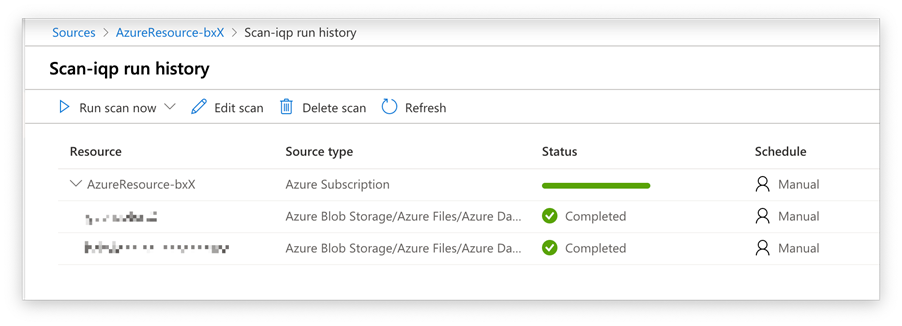 Sources > AzureResource-bxX > Scan-iqp run history
Scan-iqp run history
Run scan now Edit scan Delete scan Refresh
Resource Source type Status Schedule
AzureResource-bxX Azure Subscription Manual
Azure Blob Storage/Azure Files/Azure Da... Completed Manual
Azure Blob Storage/Azure Files/Azure Da... Completed Manual